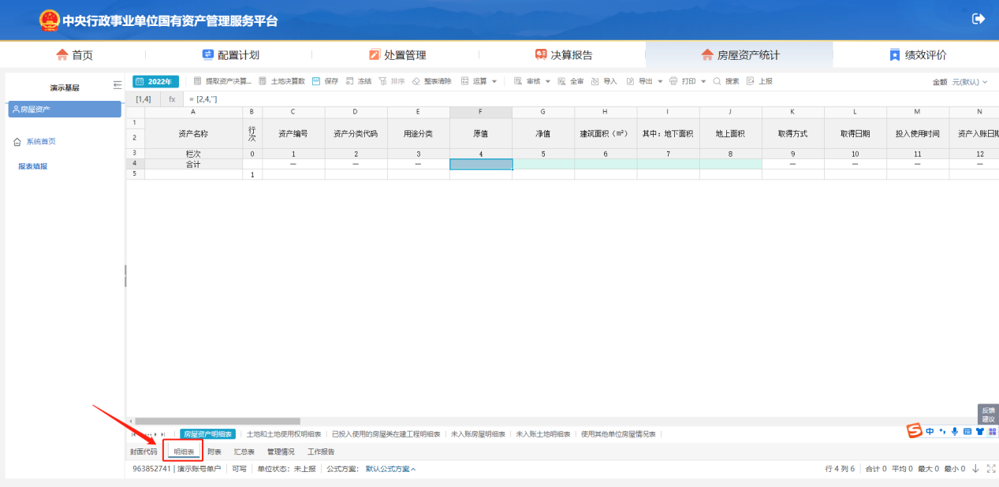 中央行政事业单位国有资产管理服务平台
首页 配置计划 处置管理 决算报告 房屋资产统计 绩效评价
演示基层
2022年 提取资产决算... 土地决算数 保存 冻结 排序 整表清除 运算 审核 全审 导入 导出 打印 搜索 上报 金额 元(默认)
[1,4] fx = [2,4,'']
房屋资产
系统首页
报表填报
A B C D E F G H I J K L M N
1
2
资产名称 行次 资产编号 资产分类代码 用途分类 原值 净值 建筑面积（m²） 其中：地下面积 地上面积 取得方式 取得日期 投入使用时间 资产入账日期
3 栏次 0 1 2 3 4 5 6 7 8 9 10 11 12
4 合计 — — — — — — —
5 1
反馈
建议
房屋资产明细表 土地和土地使用权明细表 已投入使用的房屋类在建工程明细表 未入账房屋明细表 未入账土地明细表 使用其他单位房屋情况表
S 中
封面代码 明细表 附表 汇总表 管理情况 工作报告
963852741 | 演示账号单户 可写 单位状态：未上报 公式方案： 默认公式方案 行 4 列 6 合计 0 平均 0 最大 0 最小 0